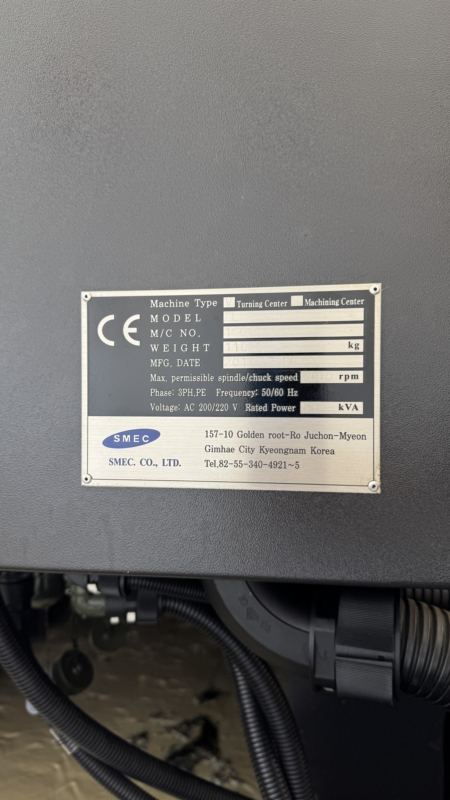 CE
Machine Type Turning Center Machining Center
MODEL
M/C NO.
WEIGHT kg
MFG. DATE
Max. permissible spindle/chuck speed rpm
Phase: 3PH,PE Frequency: 50/60 Hz
Voltage: AC 200/220 V Rated Power kVA
SMEC
SMEC. CO., LTD.
157-10 Golden root-Ro Juchon-Myeon
Gimhae City Kyeongnam Korea
Tel.82-55-340-4921~5